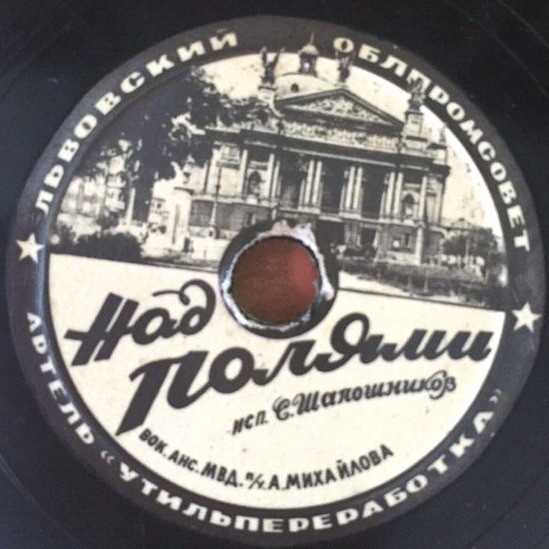 ЛЬВОВСКИЙ ОБЛПРОМСОВЕТ
Над
Полями
исп. С. Шапошников
ВОК. АНС. МВД. П/У. А. МИХАЙЛОВА
АРТЕЛЬ «УТИЛЬПЕРЕРАБОТКА»